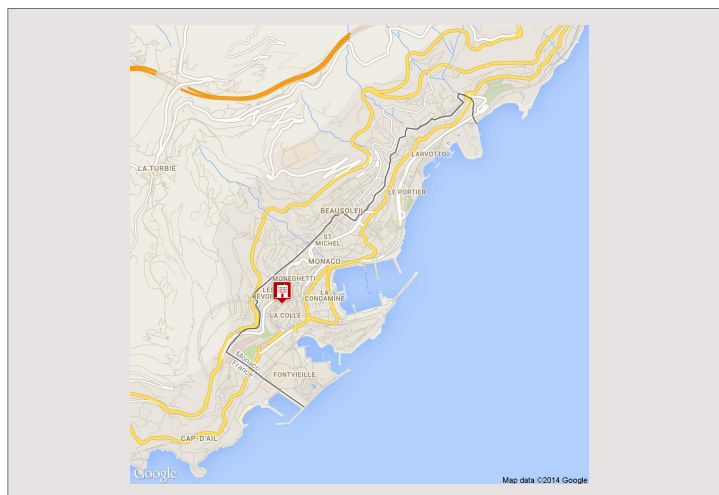 LA TURBIE
LARVOTTO
LE PORTIER
BEAUSOLEIL
ST
MICHEL
MONACO
MONEGHETTI
LES
RÉVOI
LA
CONDAMINE
LA COLLE
Monaco
France
FONTVIEILLE
CAP-D'AIL
Google
Map data ©2014 Google